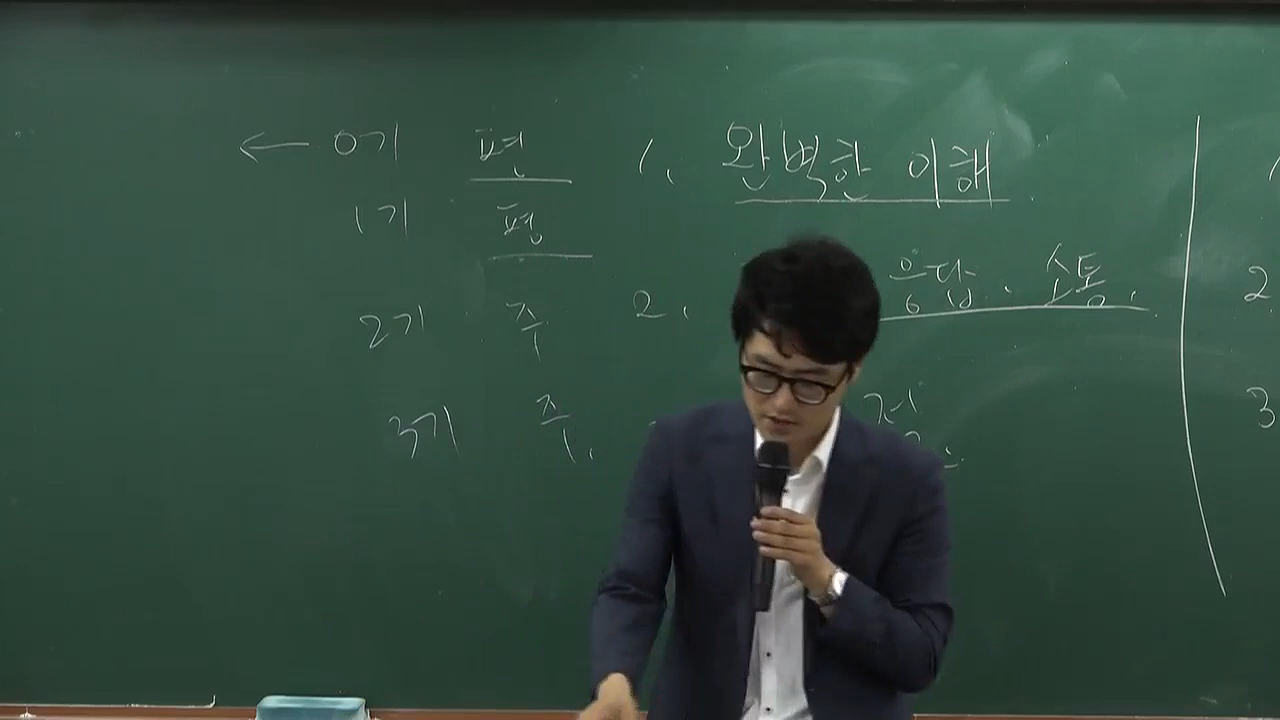 ← 0기 편 1. 완벽한 이해
1기 평
2. 응답. 소통.
2기 주 2.
3기 주. 3